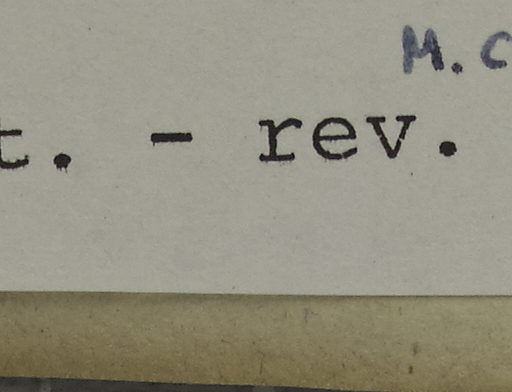 M. C
t. - rev.